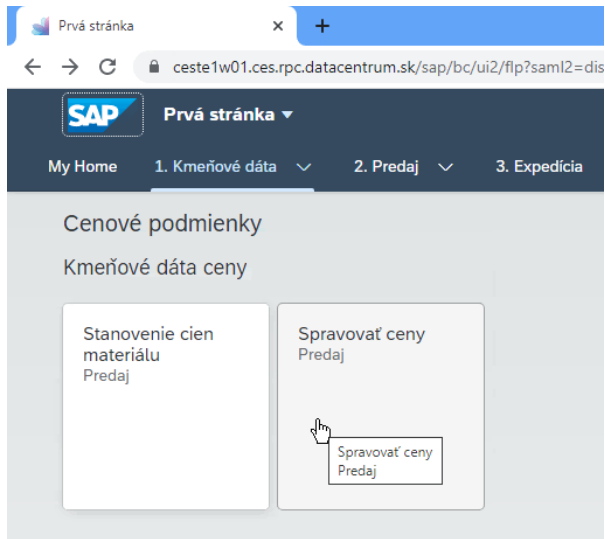 Prvá stránka
ceste1w01.ces.rpc.datacentrum.sk/sap/bc/ui2/flp?saml2=dis
SAP Prvá stránka
My Home 1. Kmeňové dáta 2. Predaj 3. Expedícia
Cenové podmienky
Kmeňové dáta ceny
Stanovenie cien
materiálu
Predaj
Spravovať ceny
Predaj
Spravovať ceny
Predaj